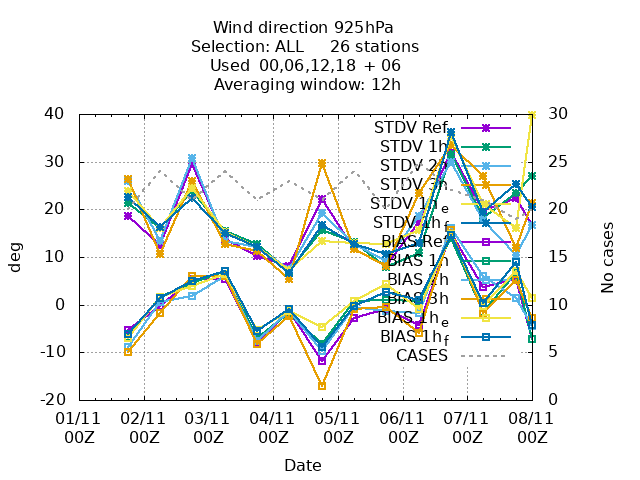 Wind direction 925hPa
Selection: ALL 26 stations
Used 00,06,12,18 + 06
Averaging window: 12h
40 30 20 10 0 -10 -20
deg
30 25 20 15 10 5 0
No cases
STDV Ref
STDV 1h
STDV 2h
STDV 3h
STDV 1h_e
STDV 1h_f
BIAS Ref
BIAS 1h
BIAS 2h
BIAS 3h
BIAS 1h_e
BIAS 1h_f
CASES
01/11 02/11 03/11 04/11 05/11 06/11 07/11 08/11
00Z 00Z 00Z 00Z 00Z 00Z 00Z 00Z
Date